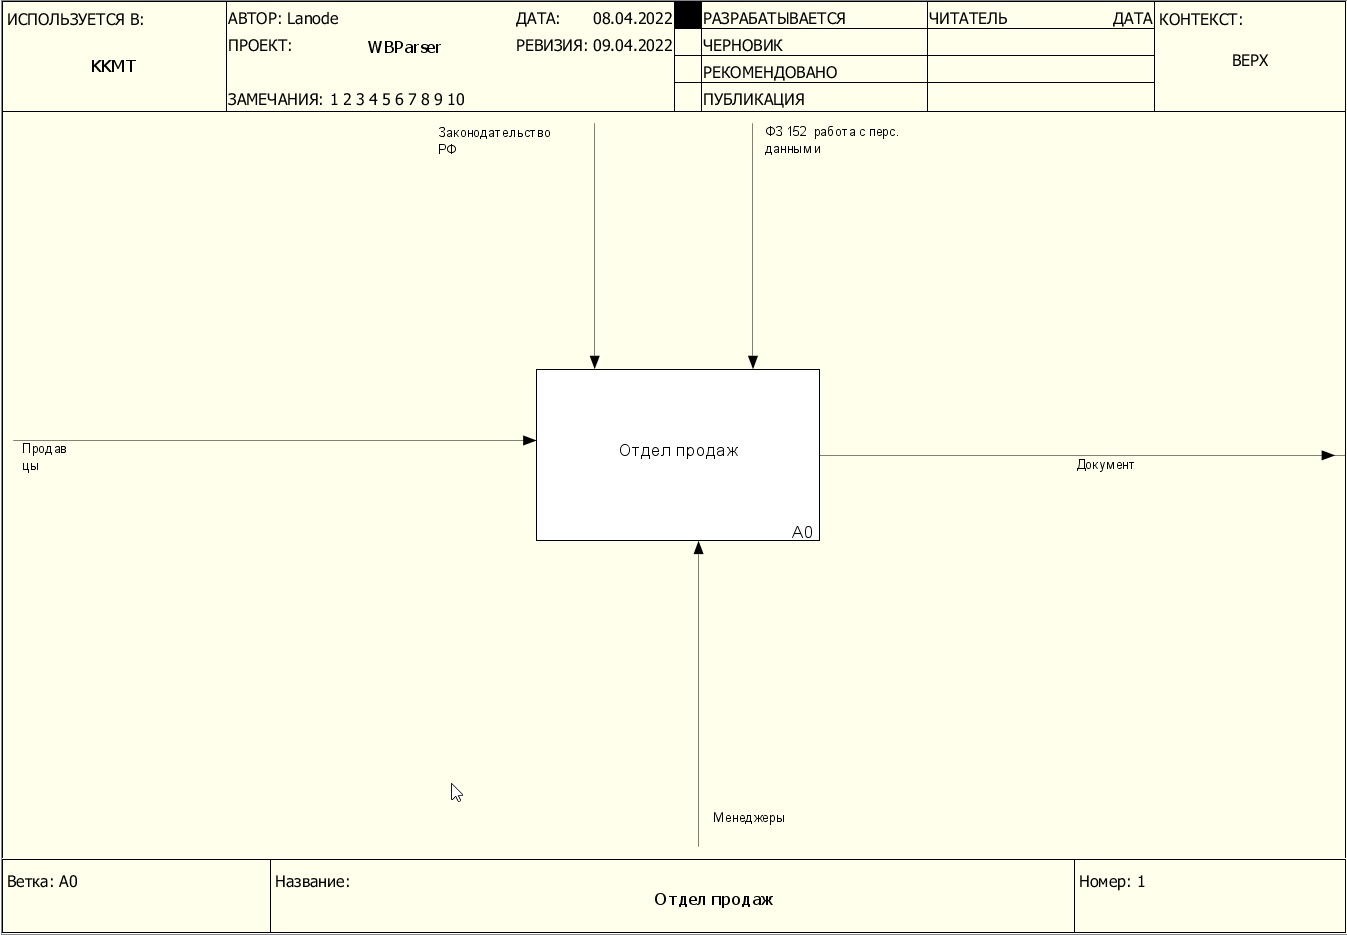 ИСПОЛЬЗУЕТСЯ В:
ККМТ
АВТОР: Lanode
ДАТА: 08.04.2022
ПРОЕКТ: WBParser
РЕВИЗИЯ: 09.04.2022
ЗАМЕЧАНИЯ: 1 2 3 4 5 6 7 8 9 10
РАЗРАБАТЫВАЕТСЯ
ЧЕРНОВИК
РЕКОМЕНДОВАНО
ПУБЛИКАЦИЯ
ЧИТАТЕЛЬ ДАТА
КОНТЕКСТ:
ВЕРХ
Законодательство
РФ
ФЗ 152 работа с перс.
данными
Продав
цы
Отдел продаж
A0
Документ
Менеджеры
Ветка: A0
Название:
Отдел продаж
Номер: 1